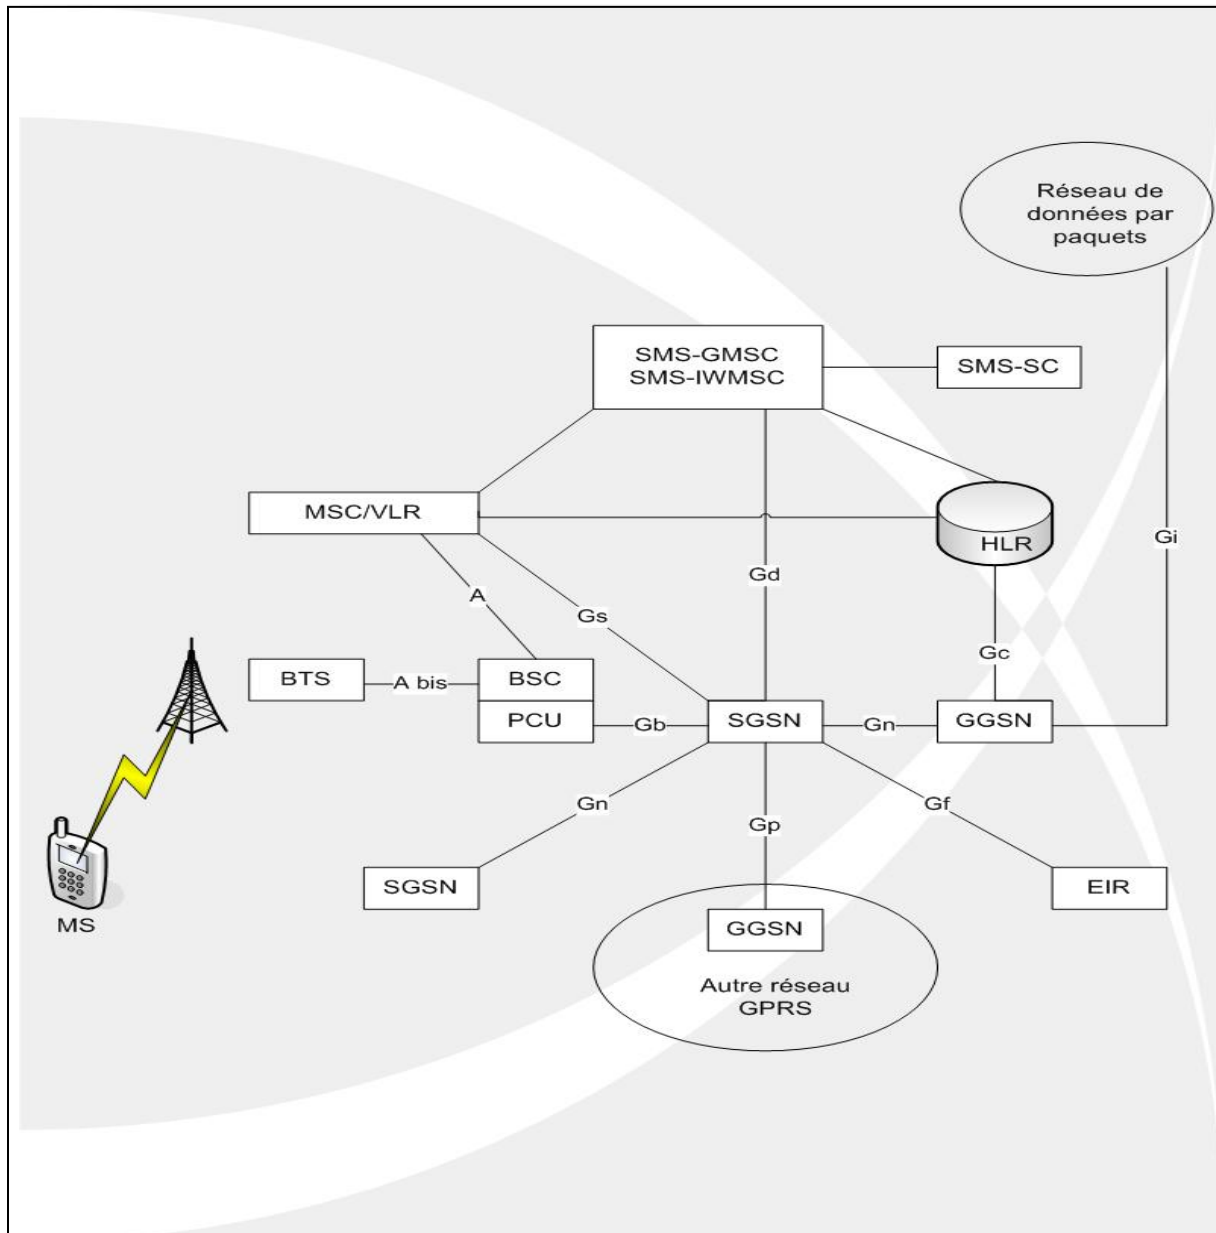 Réseau de
données par
paquets
SMS-GMSC
SMS-IWMSC
SMS-SC
MSC/VLR
HLR
Gi
Gd
A
Gs
Gc
BTS
A bis
BSC
PCU
Gb
SGSN
Gn
GGSN
Gn
Gp
Gf
SGSN
EIR
GGSN
MS
Autre réseau
GPRS